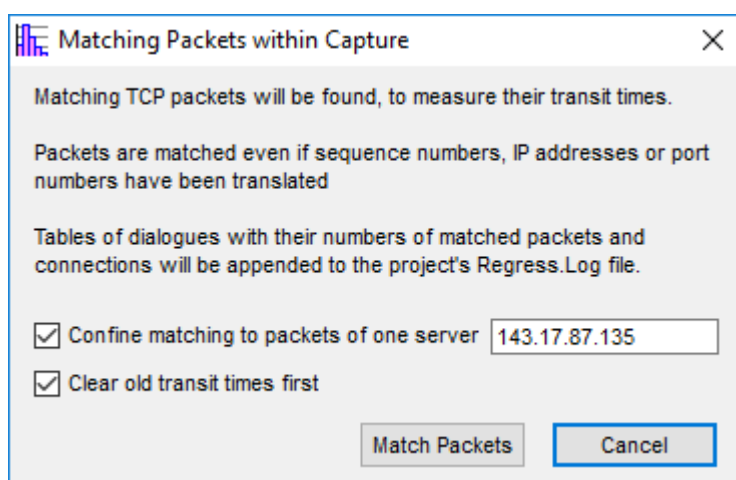 Matching Packets within Capture
Matching TCP packets will be found, to measure their transit times.
Packets are matched even if sequence numbers, IP addresses or port
numbers have been translated
Tables of dialogues with their numbers of matched packets and
connections will be appended to the project's Regress.Log file.
Confine matching to packets of one server 143.17.87.135
Clear old transit times first
Match Packets Cancel